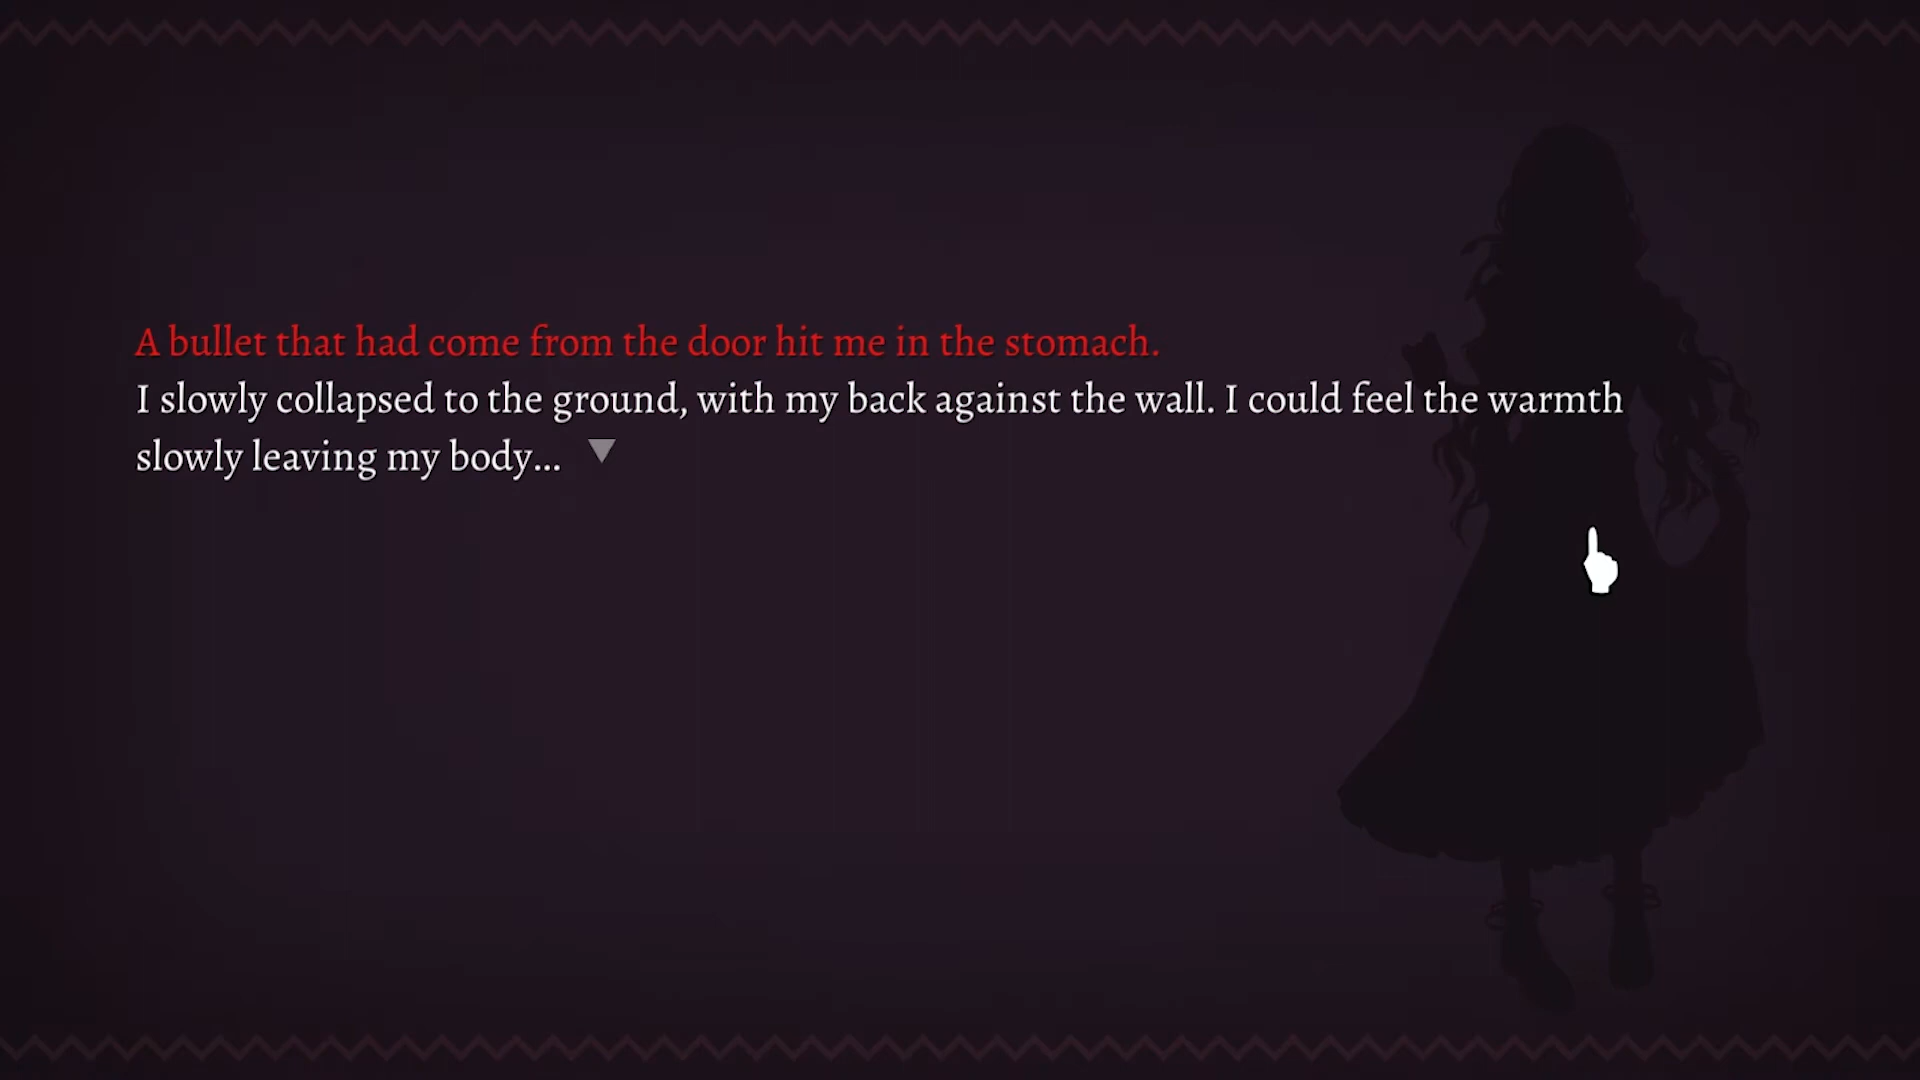 A bullet that had come from the door hit me in the stomach.
I slowly collapsed to the ground, with my back against the wall. I could feel the warmth
slowly leaving my body...